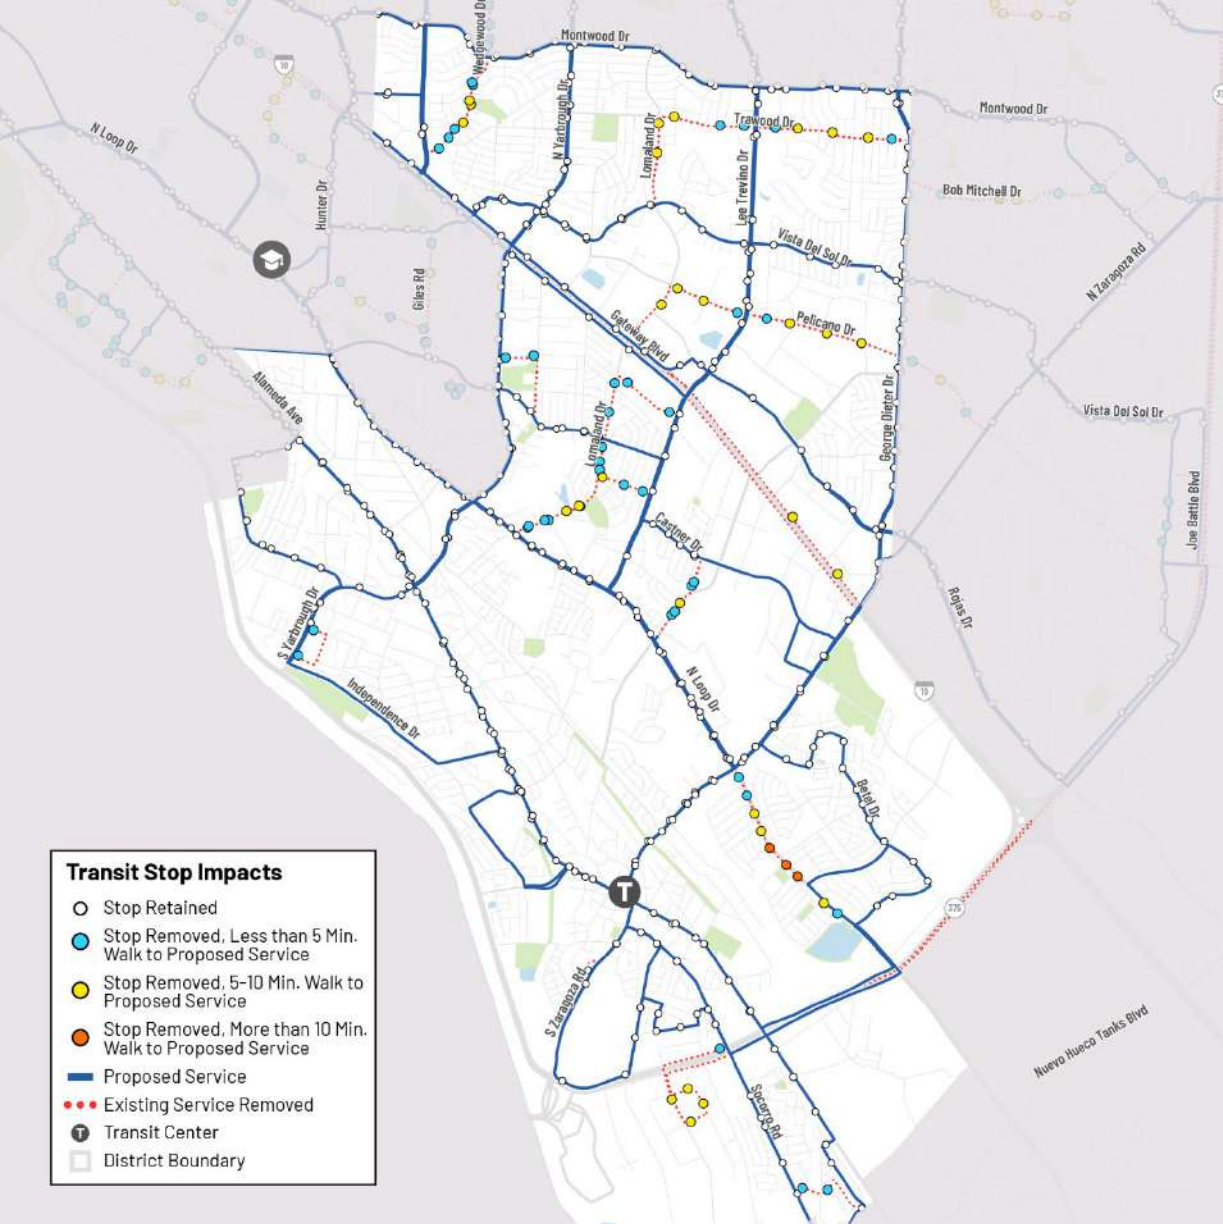 Wedgewood Dr
Montwood Dr
10
N Loop Dr
N Yarbrough Dr
Lomaland Dr
Trawood Dr
Montwood Dr
Hunter Dr
Lee Trevino Dr
Bob Mitchell Dr
Giles Rd
Vista Del Sol Dr
N Zaragoza Rd
Gateway Blvd
Pelicano Dr
Alameda Ave
Lomaland Dr
George Dieter Dr
Vista Del Sol Dr
Joe Battle Blvd
Castner Dr
S Yarbrough Dr
Rojas Dr
Independence Dr
N Loop Dr
10
Betel Dr
T
375
S Zaragoza Rd
Nuevo Hueco Tanks Blvd
Socorro Rd
Transit Stop Impacts
Stop Retained
Stop Removed, Less than 5 Min.
Walk to Proposed Service
Stop Removed, 5-10 Min. Walk to
Proposed Service
Stop Removed, More than 10 Min.
Walk to Proposed Service
Proposed Service
Existing Service Removed
T Transit Center
District Boundary